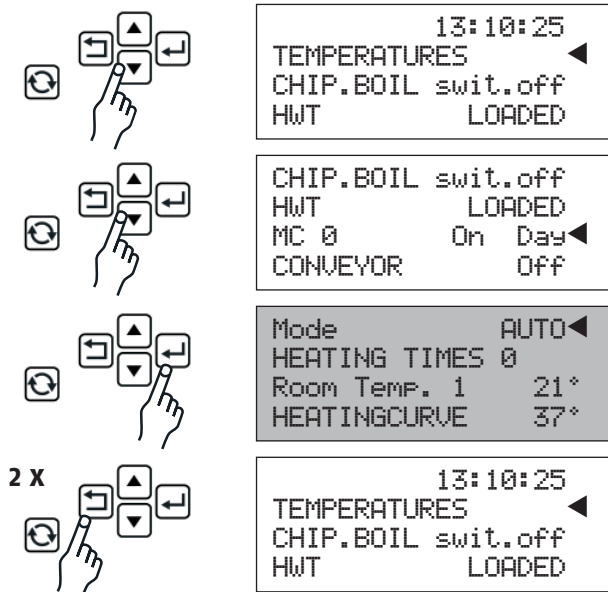 13:10:25
TEMPERATURES
CHIP.BOIL swit.off
HWT LOADED
CHIP.BOIL swit.off
HWT LOADED
MC 0 On Day
CONVEYOR Off
Mode AUTO
HEATING TIMES 0
Room Temp. 1 21°
HEATINGCURVE 37°
2 X
13:10:25
TEMPERATURES
CHIP.BOIL swit.off
HWT LOADED